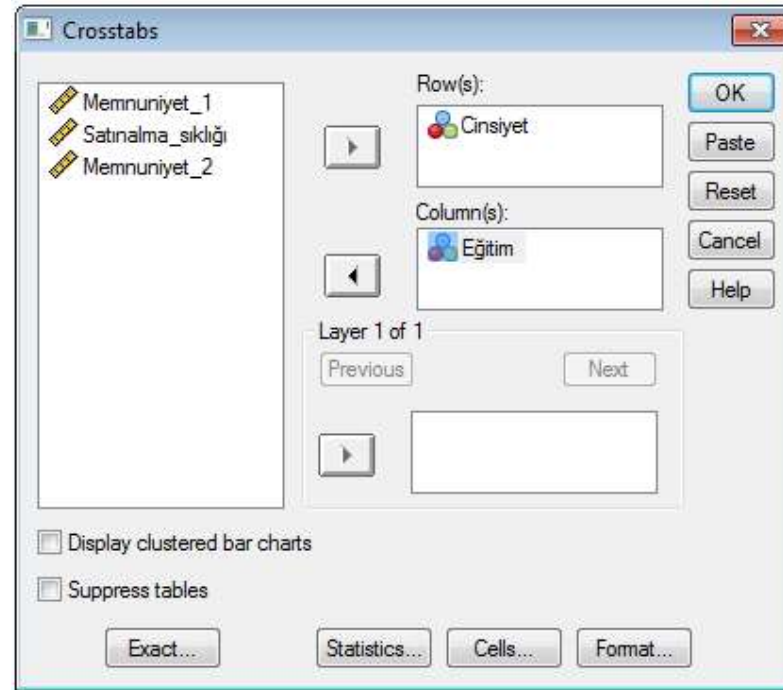 Crosstabs
Memnuniyet_1
Satınalma_sıklığı
Memnuniyet_2
Row(s):
Cinsiyet
Column(s):
Eğitim
Layer 1 of 1
Previous
Next
OK
Paste
Reset
Cancel
Help
Display clustered bar charts
Suppress tables
Exact...
Statistics...
Cells...
Format...